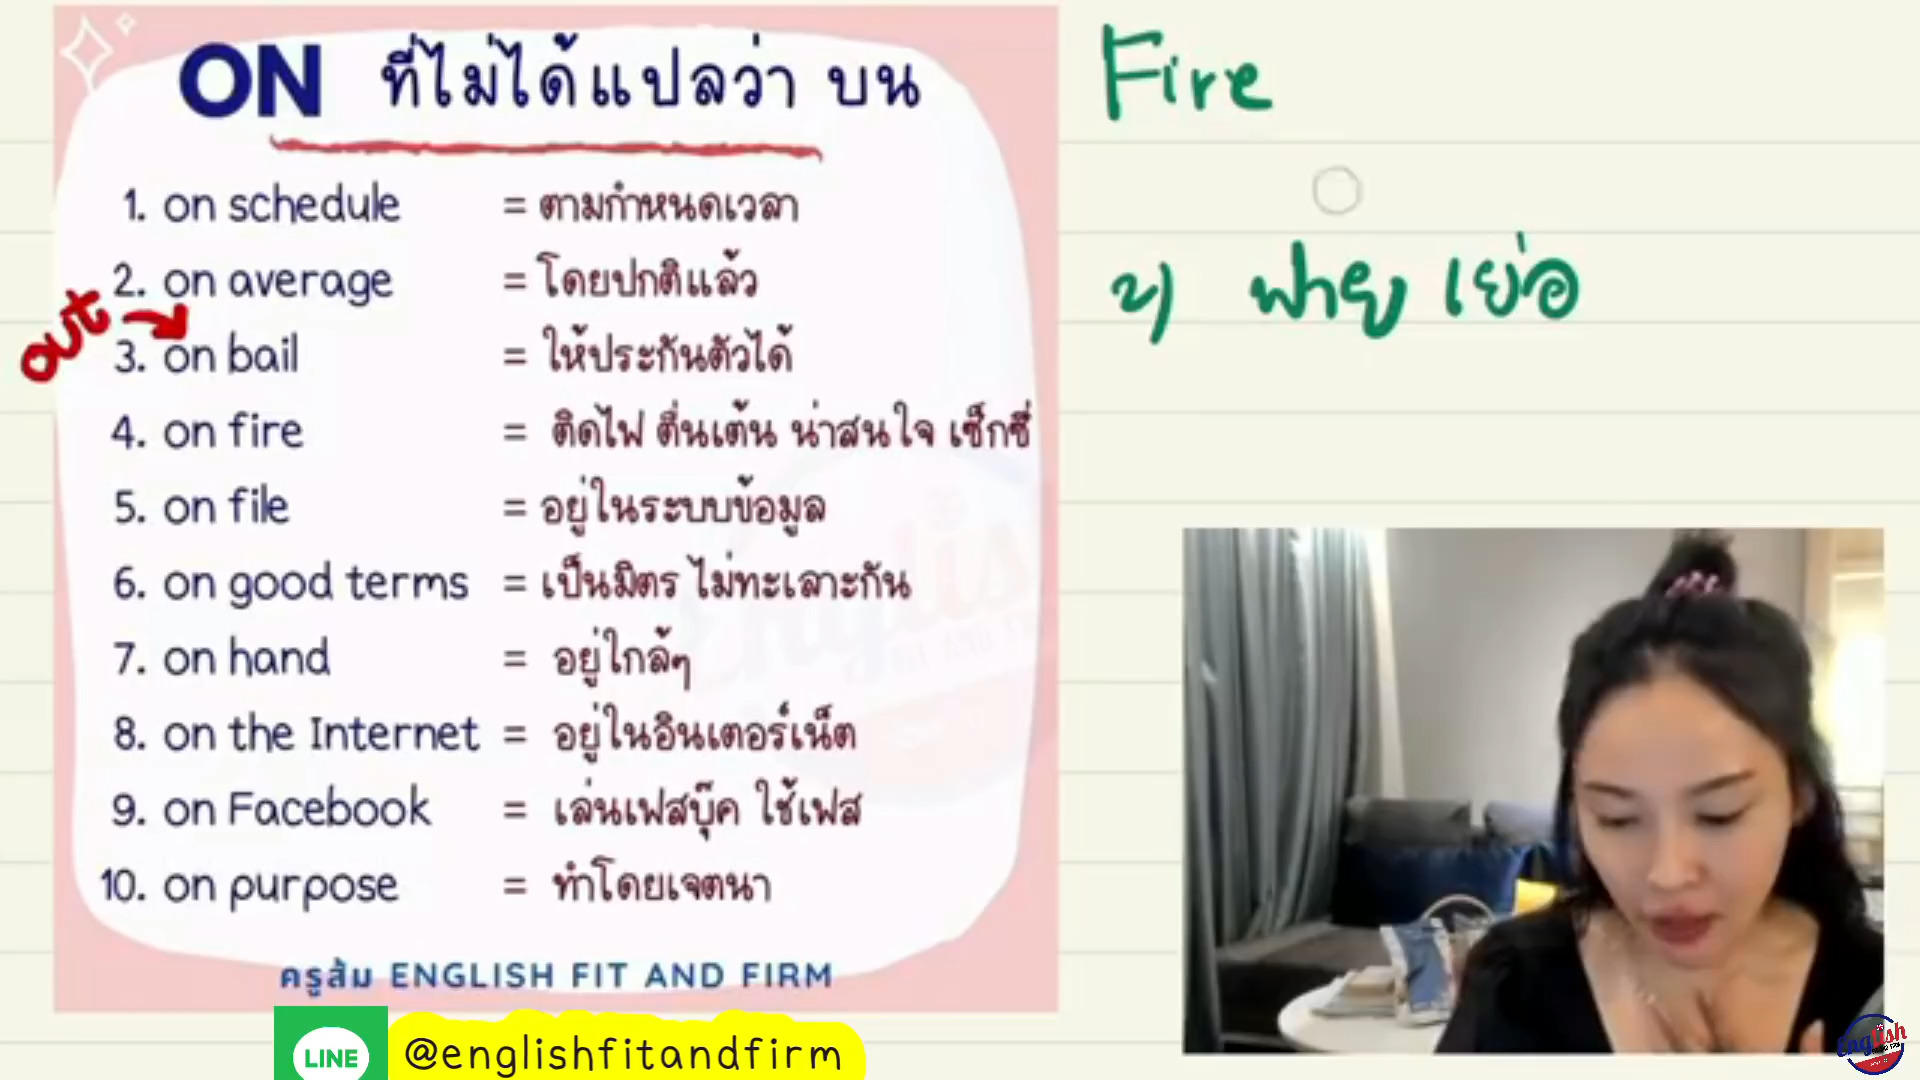 ON ที่ไม่ได้แปลว่า บน
1. on schedule = ตามกำหนดเวลา
2. on average = โดยปกติแล้ว
out
3. on bail = ให้ประกันตัวได้
4. on fire = ติดไฟ ตื่นเต้น น่าสนใจ เซ็กซี่
5. on file = อยู่ในระบบข้อมูล
6. on good terms = เป็นมิตร ไม่ทะเลาะกัน
7. on hand = อยู่ใกล้ๆ
8. on the Internet = อยู่ในอินเตอร์เน็ต
9. on Facebook = เล่นเฟสบุ๊ค ใช้เฟส
10. on purpose = ทำโดยเจตนา
ครูส้ม ENGLISH FIT AND FIRM
LINE @englishfitandfirm
Fire
2) ฟาย เย่อ
English